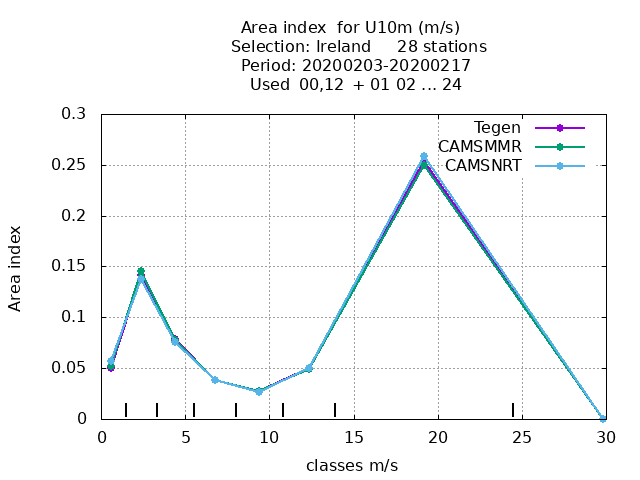 Area index for U10m (m/s)
Selection: Ireland 28 stations
Period: 20200203-20200217
Used 00,12 + 01 02 ... 24
0.3
0.25
0.2
0.15
0.1
0.05
0
Area index
Tegen
CAMSMMR
CAMSNRT
0 5 10 15 20 25 30
classes m/s